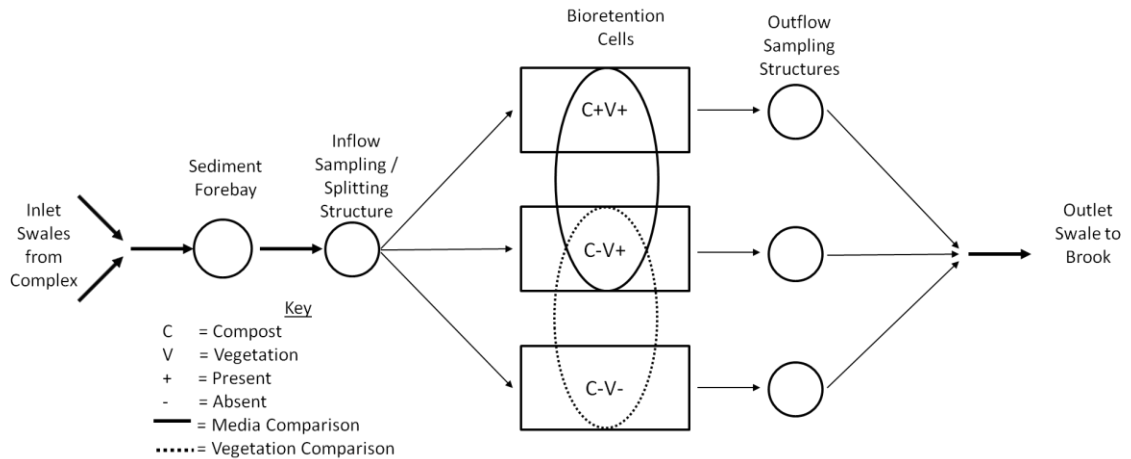 Bioretention
Cells
Outflow
Sampling
Structures
C+V+
Inflow
Sampling /
Splitting
Structure
Sediment
Forebay
Inlet
Swales
from
Complex
C-V+
Outlet
Swale to
Brook
C-V-
Key
C = Compost
V = Vegetation
+ = Present
- = Absent
= Media Comparison
= Vegetation Comparison